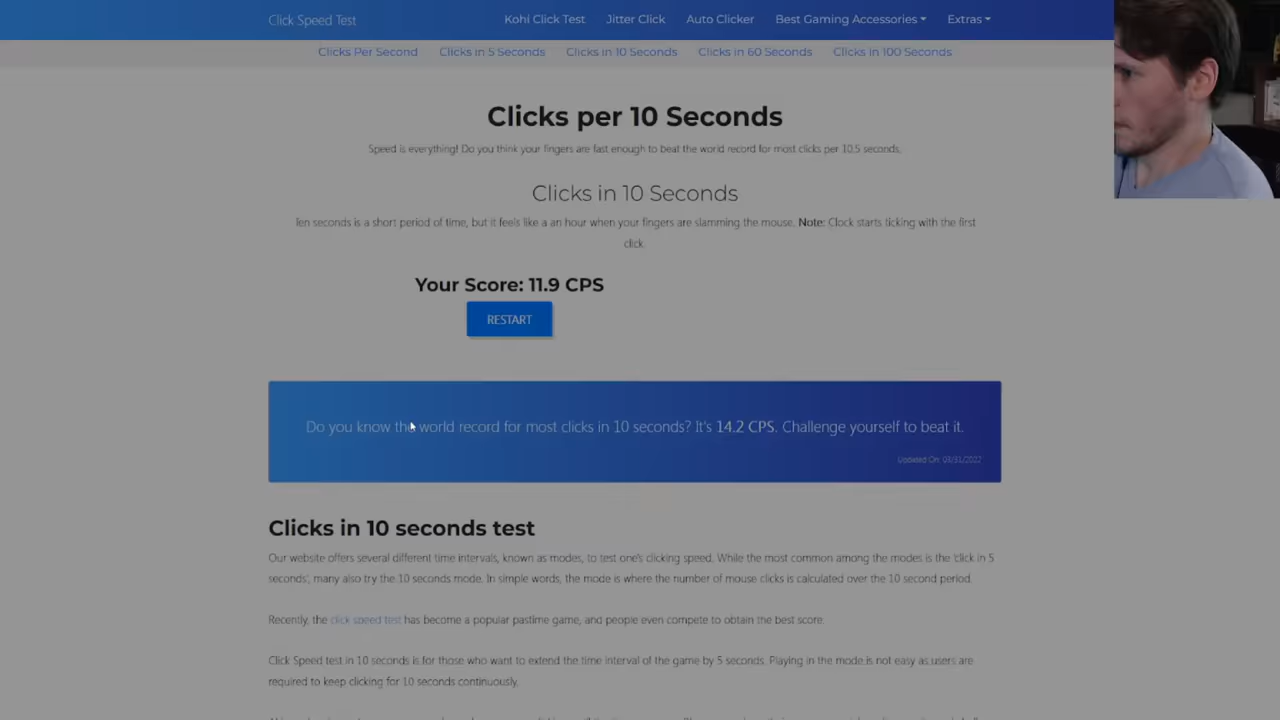 Click Speed Test
Kohi Click Test Jitter Click Auto Clicker Best Gaming Accessories Extras
Clicks Per Second Clicks in 5 Seconds Clicks in 10 Seconds Clicks in 60 Seconds Clicks in 100 Seconds
Clicks per 10 Seconds
Speed is everything! Do you think your fingers are fast enough to beat the world record for most clicks per 10.5 seconds.
Clicks in 10 Seconds
Ten seconds is a short period of time, but it feels like a an hour when your fingers are slamming the mouse. Note: Clock starts ticking with the first
click.
Your Score: 11.9 CPS
RESTART
Do you know the world record for most clicks in 10 seconds? It's 14.2 CPS. Challenge yourself to beat it.
Updated On: 03/31/2022
Clicks in 10 seconds test
Our website offers several different time intervals, known as modes, to test one's clicking speed. While the most common among the modes is the 'click in 5
seconds', many also try the 10 seconds mode. In simple words, the mode is where the number of mouse clicks is calculated over the 10 second period.
Recently, the click speed test has become a popular pastime game, and people even compete to obtain the best score.
Click Speed test in 10 seconds is for those who want to extend the time interval of the game by 5 seconds. Playing in the mode is not easy as users are
required to keep clicking for 10 seconds continuously.